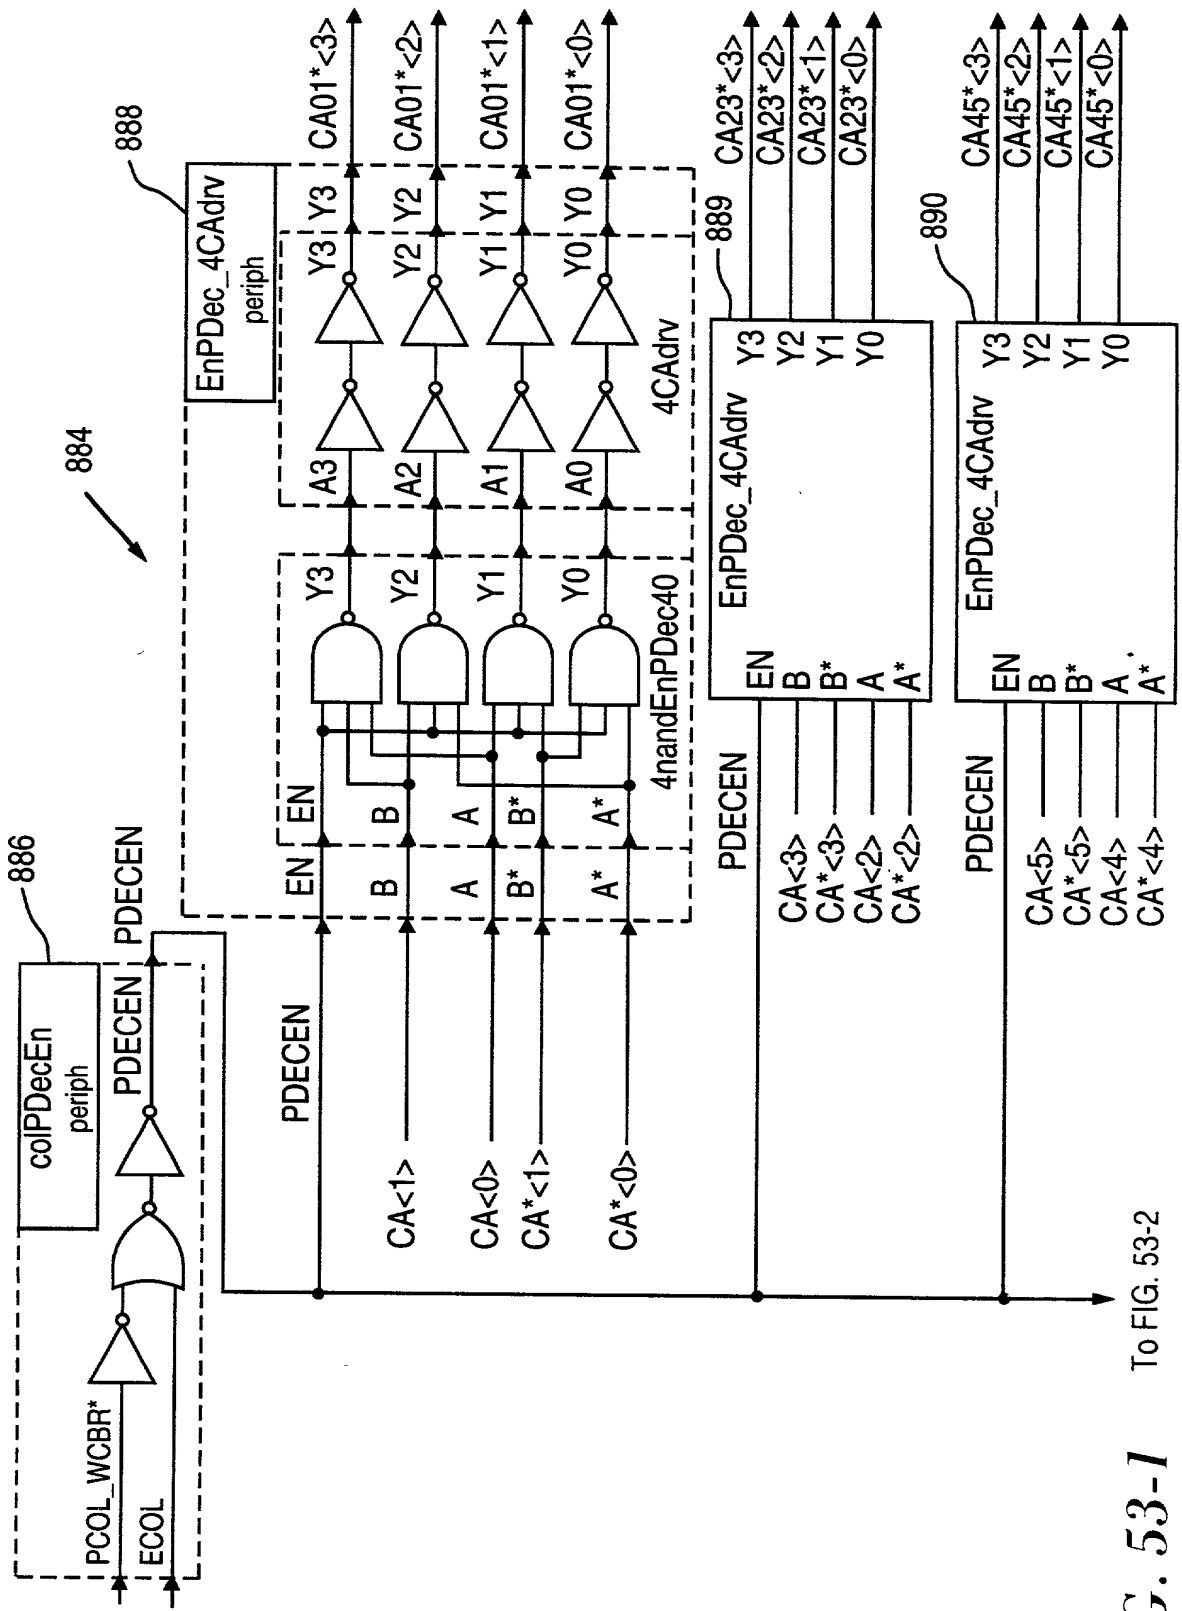 886
colPDecEn
periph
PCOL_WCBR*
ECOL
PDECEN
PDECEN
884
888
EnPDec_4CAdrv
periph
PDECEN
EN
EN
Y3
A3
Y3
Y3
CA01*<3>
CA<1>
B
B
Y2
A2
Y2
Y2
CA01*<2>
CA<0>
A
A
Y1
A1
Y1
Y1
CA01*<1>
CA*<1>
B*
B*
CA*<0>
A*
A*
Y0
A0
Y0
Y0
CA01*<0>
4nandEnPDec40
4CAdrv
889
PDECEN
EnPDec_4CAdrv
EN
Y3
CA23*<3>
CA<3>
B
Y2
CA23*<2>
CA*<3>
B*
Y1
CA23*<1>
CA<2>
A
Y0
CA23*<0>
CA*<2>
A*
890
PDECEN
EnPDec_4CAdrv
EN
Y3
CA45*<3>
CA<5>
B
Y2
CA45*<2>
CA*<5>
B*
Y1
CA45*<1>
CA<4>
A
Y0
CA45*<0>
CA*<4>
A*
To FIG. 53-2
G. 53-1